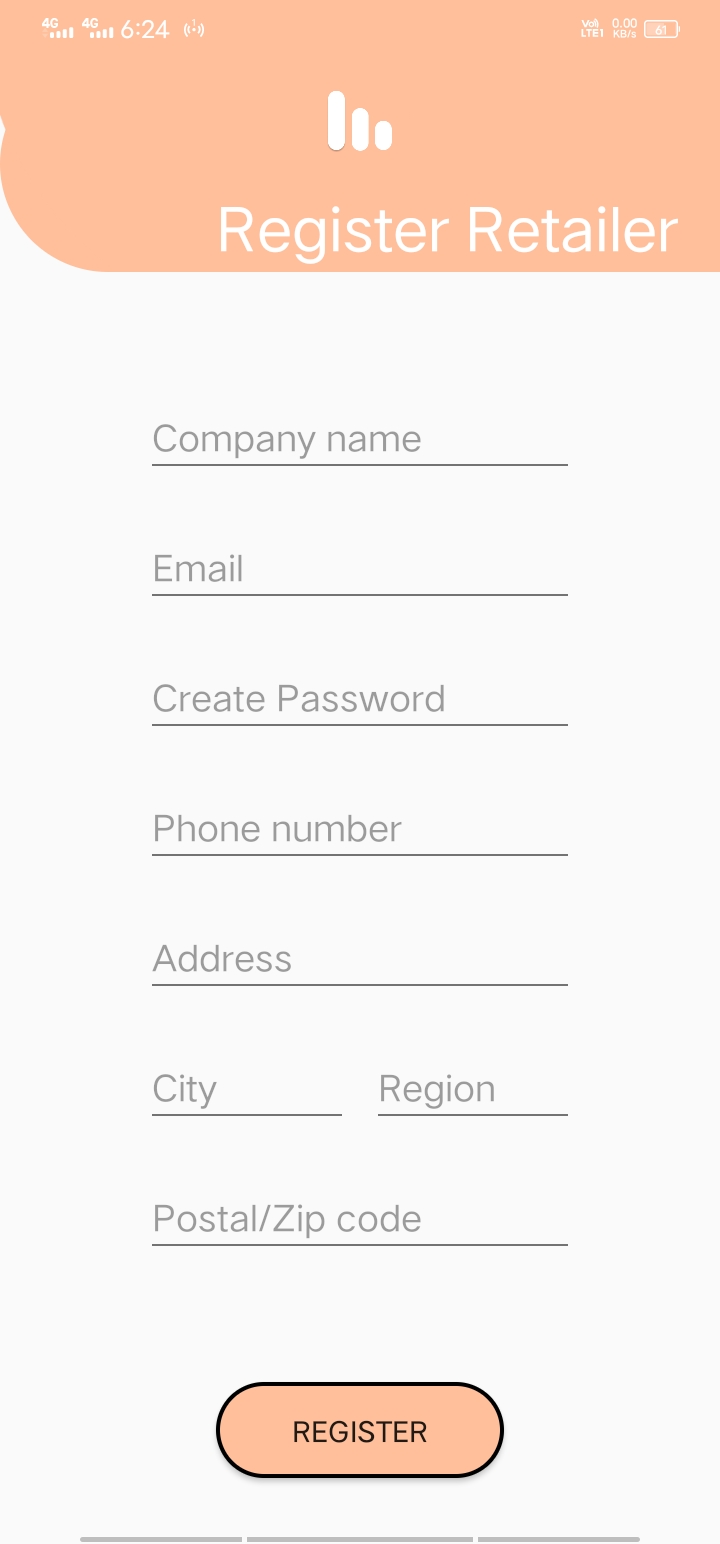 4G 4G 6:24 Vo) LTE1 0.00 KB/s 61
Register Retailer
Company name
Email
Create Password
Phone number
Address
City Region
Postal/Zip code
REGISTER